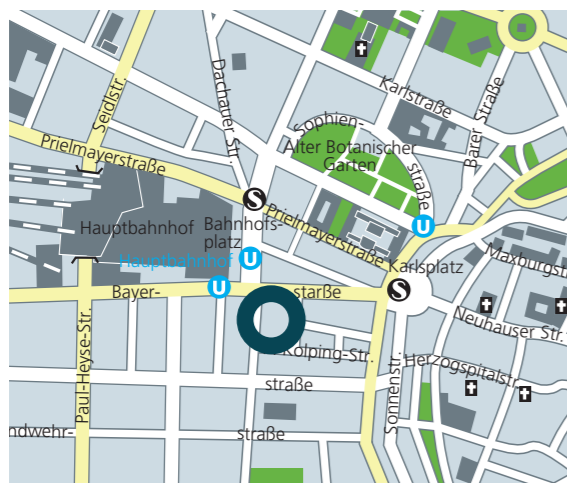 Karlstraße
Barer Straße
Seidlstr.
Dachauer Str.
Sophien-
straße
Alter Botanischer
Garten
Prielmayerstraße
S
Prielmayerstraße
U
Hauptbahnhof
Bahnhofs-
platz
U
Hauptbahnhof
Karlsplatz
Maxburgstr
U
S
Bayer-
starße
Neuhauser Str.
Paul-Heyse-Str.
Kolping-Str.
Herzogspitalstr.
straße
Sonnenstr.
ndwehr-
straße